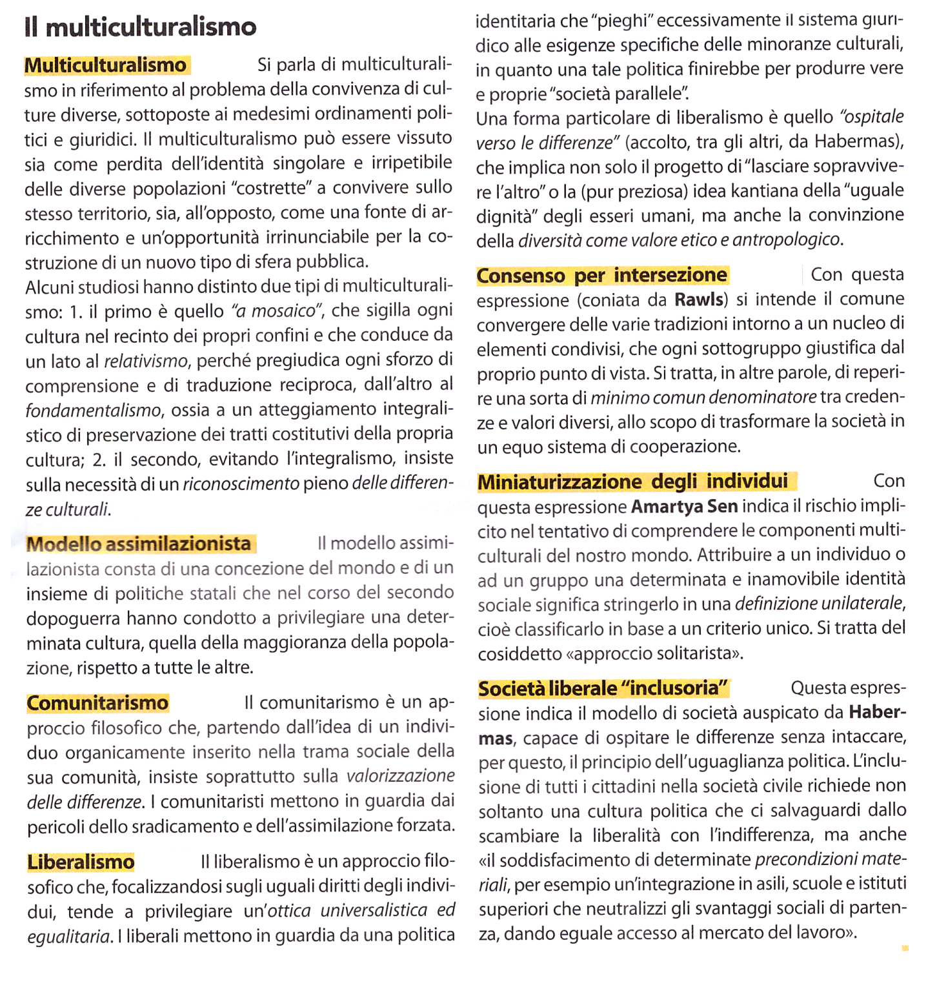 Il multiculturalismo
Multiculturalismo Si parla di multiculturali-
smo in riferimento al problema della convivenza di cul-
ture diverse, sottoposte ai medesimi ordinamenti poli-
tici e giuridici. Il multiculturalismo può essere vissuto
sia come perdita dell’identità singolare e irripetibile
delle diverse popolazioni “costrette” a convivere sullo
stesso territorio, sia, all’opposto, come una fonte di ar-
ricchimento e un’opportunità irrinunciabile per la co-
struzione di un nuovo tipo di sfera pubblica.
Alcuni studiosi hanno distinto due tipi di multiculturali-
smo: 1. il primo è quello “a mosaico”, che sigilla ogni
cultura nel recinto dei propri confini e che conduce da
un lato al relativismo, perché pregiudica ogni sforzo di
comprensione e di traduzione reciproca, dall’altro al
fondamentalismo, ossia a un atteggiamento integrali-
stico di preservazione dei tratti costitutivi della propria
cultura; 2. il secondo, evitando l’integralismo, insiste
sulla necessità di un riconoscimento pieno delle differen-
ze culturali.
Modello assimilazionista Il modello assimi-
lazionista consta di una concezione del mondo e di un
insieme di politiche statali che nel corso del secondo
dopoguerra hanno condotto a privilegiare una deter-
minata cultura, quella della maggioranza della popola-
zione, rispetto a tutte le altre.
Comunitarismo Il comunitarismo è un ap-
proccio filosofico che, partendo dall’idea di un indivi-
duo organicamente inserito nella trama sociale della
sua comunità, insiste soprattutto sulla valorizzazione
delle differenze. I comunitaristi mettono in guardia dai
pericoli dello sradicamento e dell’assimilazione forzata.
Liberalismo Il liberalismo è un approccio filo-
sofico che, focalizzandosi sugli uguali diritti degli indivi-
dui, tende a privilegiare un’ottica universalistica ed
egualitaria. I liberali mettono in guardia da una politica
identitaria che “pieghi” eccessivamente il sistema giuri-
dico alle esigenze specifiche delle minoranze culturali,
in quanto una tale politica finirebbe per produrre vere
e proprie “società parallele”.
Una forma particolare di liberalismo è quello “ospitale
verso le differenze” (accolto, tra gli altri, da Habermas),
che implica non solo il progetto di “lasciare sopravvive-
re l’altro” o la (pur preziosa) idea kantiana della “uguale
dignità” degli esseri umani, ma anche la convinzione
della diversità come valore etico e antropologico.
Consenso per intersezione Con questa
espressione (coniata da Rawls) si intende il comune
convergere delle varie tradizioni intorno a un nucleo di
elementi condivisi, che ogni sottogruppo giustifica dal
proprio punto di vista. Si tratta, in altre parole, di reperi-
re una sorta di minimo comun denominatore tra creden-
ze e valori diversi, allo scopo di trasformare la società in
un equo sistema di cooperazione.
Miniaturizzazione degli individui Con
questa espressione Amartya Sen indica il rischio impli-
cito nel tentativo di comprendere le componenti multi-
culturali del nostro mondo. Attribuire a un individuo o
ad un gruppo una determinata e inamovibile identità
sociale significa stringerlo in una definizione unilaterale,
cioè classificarlo in base a un criterio unico. Si tratta del
cosiddetto «approccio solitarista».
Società liberale “inclusoria” Questa espres-
sione indica il modello di società auspicato da Haber-
mas, capace di ospitare le differenze senza intaccare,
per questo, il principio dell’uguaglianza politica. L’inclu-
sione di tutti i cittadini nella società civile richiede non
soltanto una cultura politica che ci salvaguardi dallo
scambiare la liberalità con l’indifferenza, ma anche
«il soddisfacimento di determinate precondizioni mate-
riali, per esempio un’integrazione in asili, scuole e istituti
superiori che neutralizzi gli svantaggi sociali di parten-
za, dando eguale accesso al mercato del lavoro».